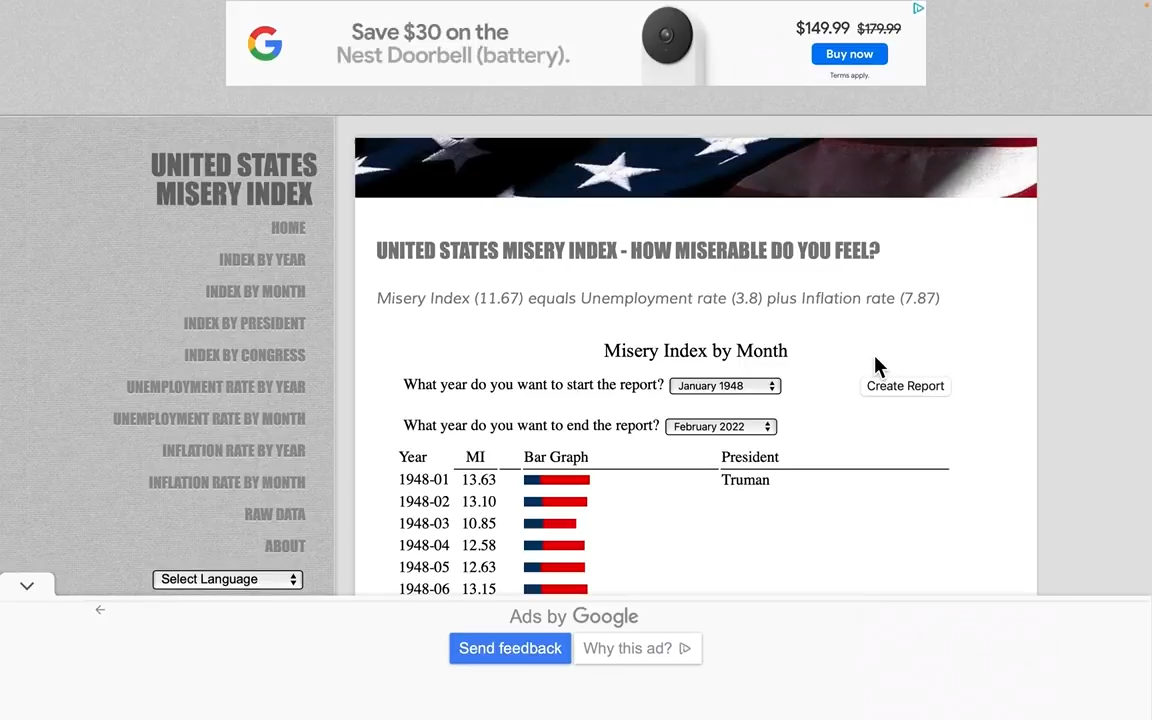 Save $30 on the
Nest Doorbell (battery).
$149.99 $179.99
Buy now
Terms apply.
UNITED STATES
MISERY INDEX
HOME
INDEX BY YEAR
INDEX BY MONTH
INDEX BY PRESIDENT
INDEX BY CONGRESS
UNEMPLOYMENT RATE BY YEAR
UNEMPLOYMENT RATE BY MONTH
INFLATION RATE BY YEAR
INFLATION RATE BY MONTH
RAW DATA
ABOUT
Select Language
UNITED STATES MISERY INDEX - HOW MISERABLE DO YOU FEEL?
Misery Index (11.67) equals Unemployment rate (3.8) plus Inflation rate (7.87)
Misery Index by Month
What year do you want to start the report? January 1948 Create Report
What year do you want to end the report? February 2022
Year MI Bar Graph President
1948-01 13.63 Truman
1948-02 13.10
1948-03 10.85
1948-04 12.58
1948-05 12.63
1948-06 13.15
Ads by Google
Send feedback Why this ad?